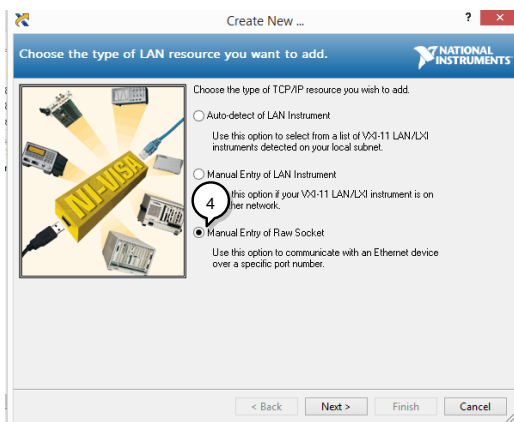 Create New ...
?
×
Choose the type of LAN resource you want to add.
NATIONAL
INSTRUMENTS
Choose the type of TCP/IP resource you wish to add.
Auto-detect of LAN Instrument
Use this option to select from a list of VXI-11 LAN/LXI
instruments detected on your local subnet.
Manual Entry of LAN Instrument
this option if your VXI-11 LAN/LXI instrument is on
network.
4
Manual Entry of Raw Socket
Use this option to communicate with an Ethernet device
over a specific port number.
NI-VISA
< Back
Next >
Finish
Cancel